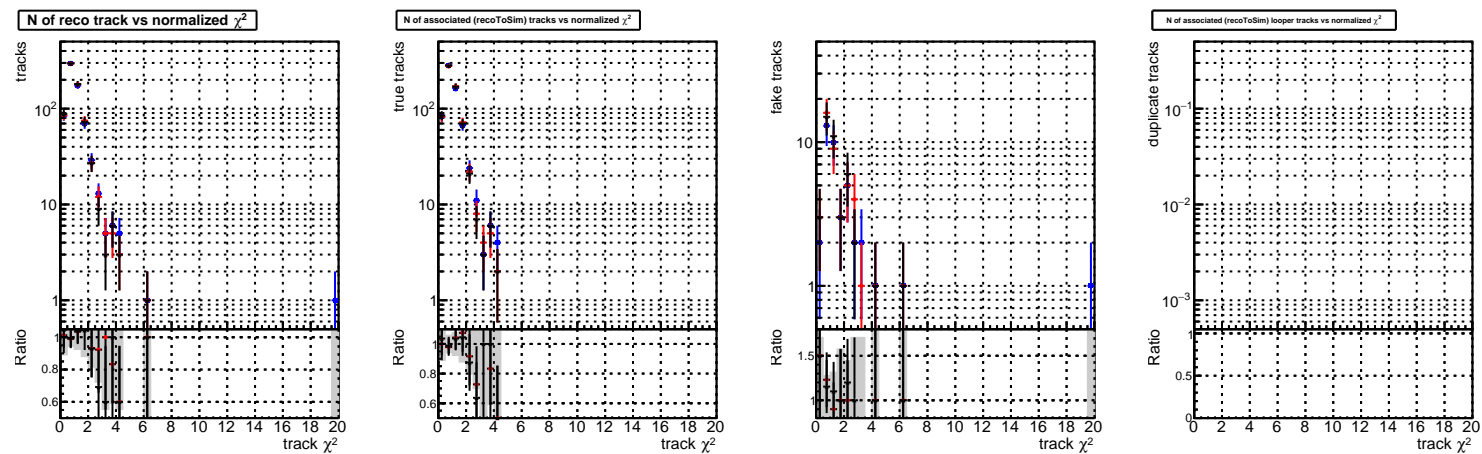 N of reco track vs normalized χ²
tracks
10²
10
1
Ratio
1
0.8
0.6
0 2 4 6 8 10 12 14 16 18 20
track χ²
N of associated (recoToSim) tracks vs normalized χ²
true tracks
10²
10
1
Ratio
1
0.8
0.6
0 2 4 6 8 10 12 14 16 18 20
track χ²
fake tracks
10
1
Ratio
1.5
1
0 2 4 6 8 10 12 14 16 18 20
track χ²
N of associated (recoToSim) looper tracks vs normalized χ²
duplicate tracks
10⁻¹
10⁻²
10⁻³
Ratio
1
0.5
0
0 2 4 6 8 10 12 14 16 18 20
track χ²